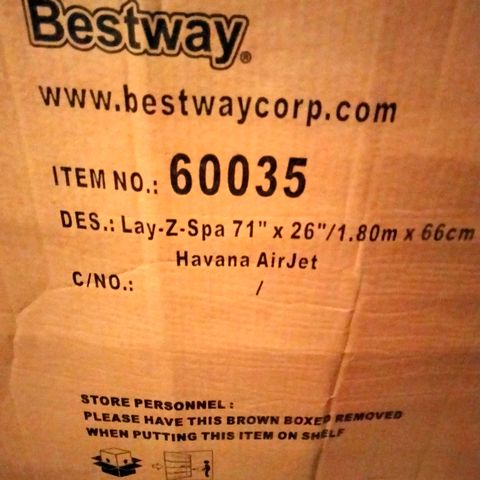 Bestway®
www.bestwaycorp.com
ITEM NO.: 60035
DES.: Lay-Z-Spa 71" x 26"/1.80m x 66cm
Havana AirJet
C/NO.: /
STORE PERSONNEL :
PLEASE HAVE THIS BROWN BOXED REMOVED
WHEN PUTTING THIS ITEM ON SHELF